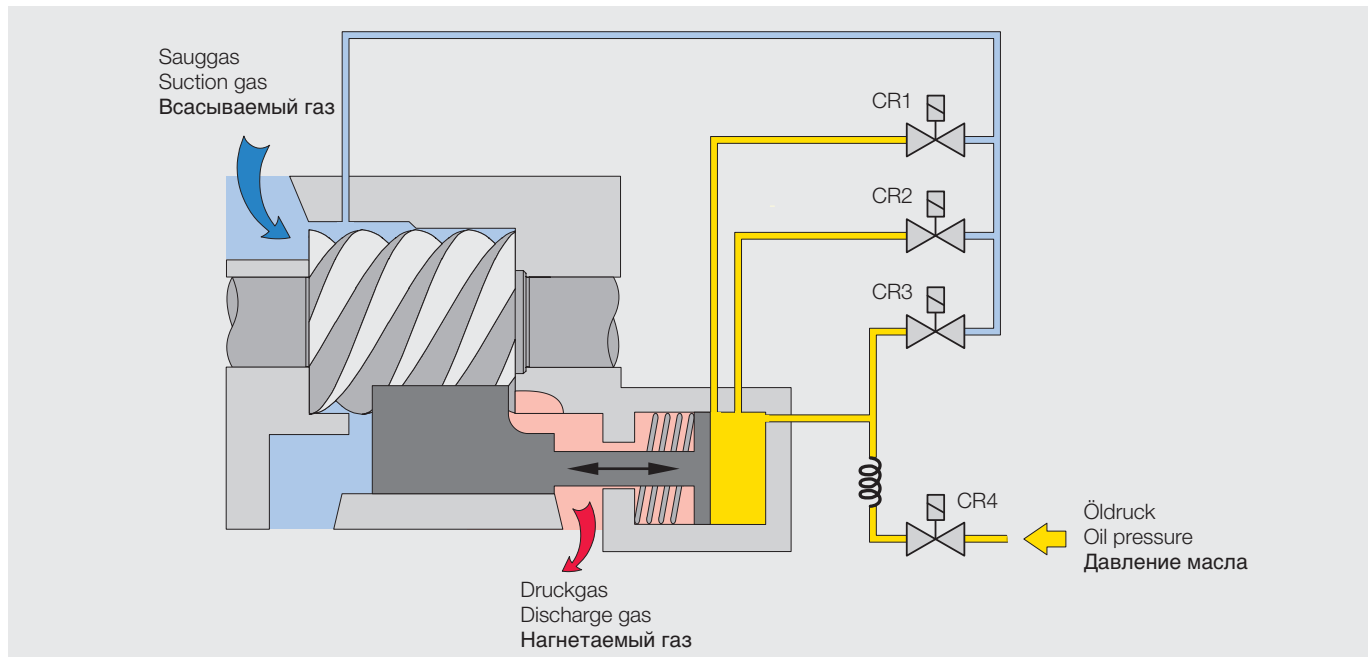 Sauggas
Suction gas
Всасываемый газ
CR1
CR2
CR3
CR4
Öldruck
Oil pressure
Давление масла
Druckgas
Discharge gas
Нагнетаемый газ